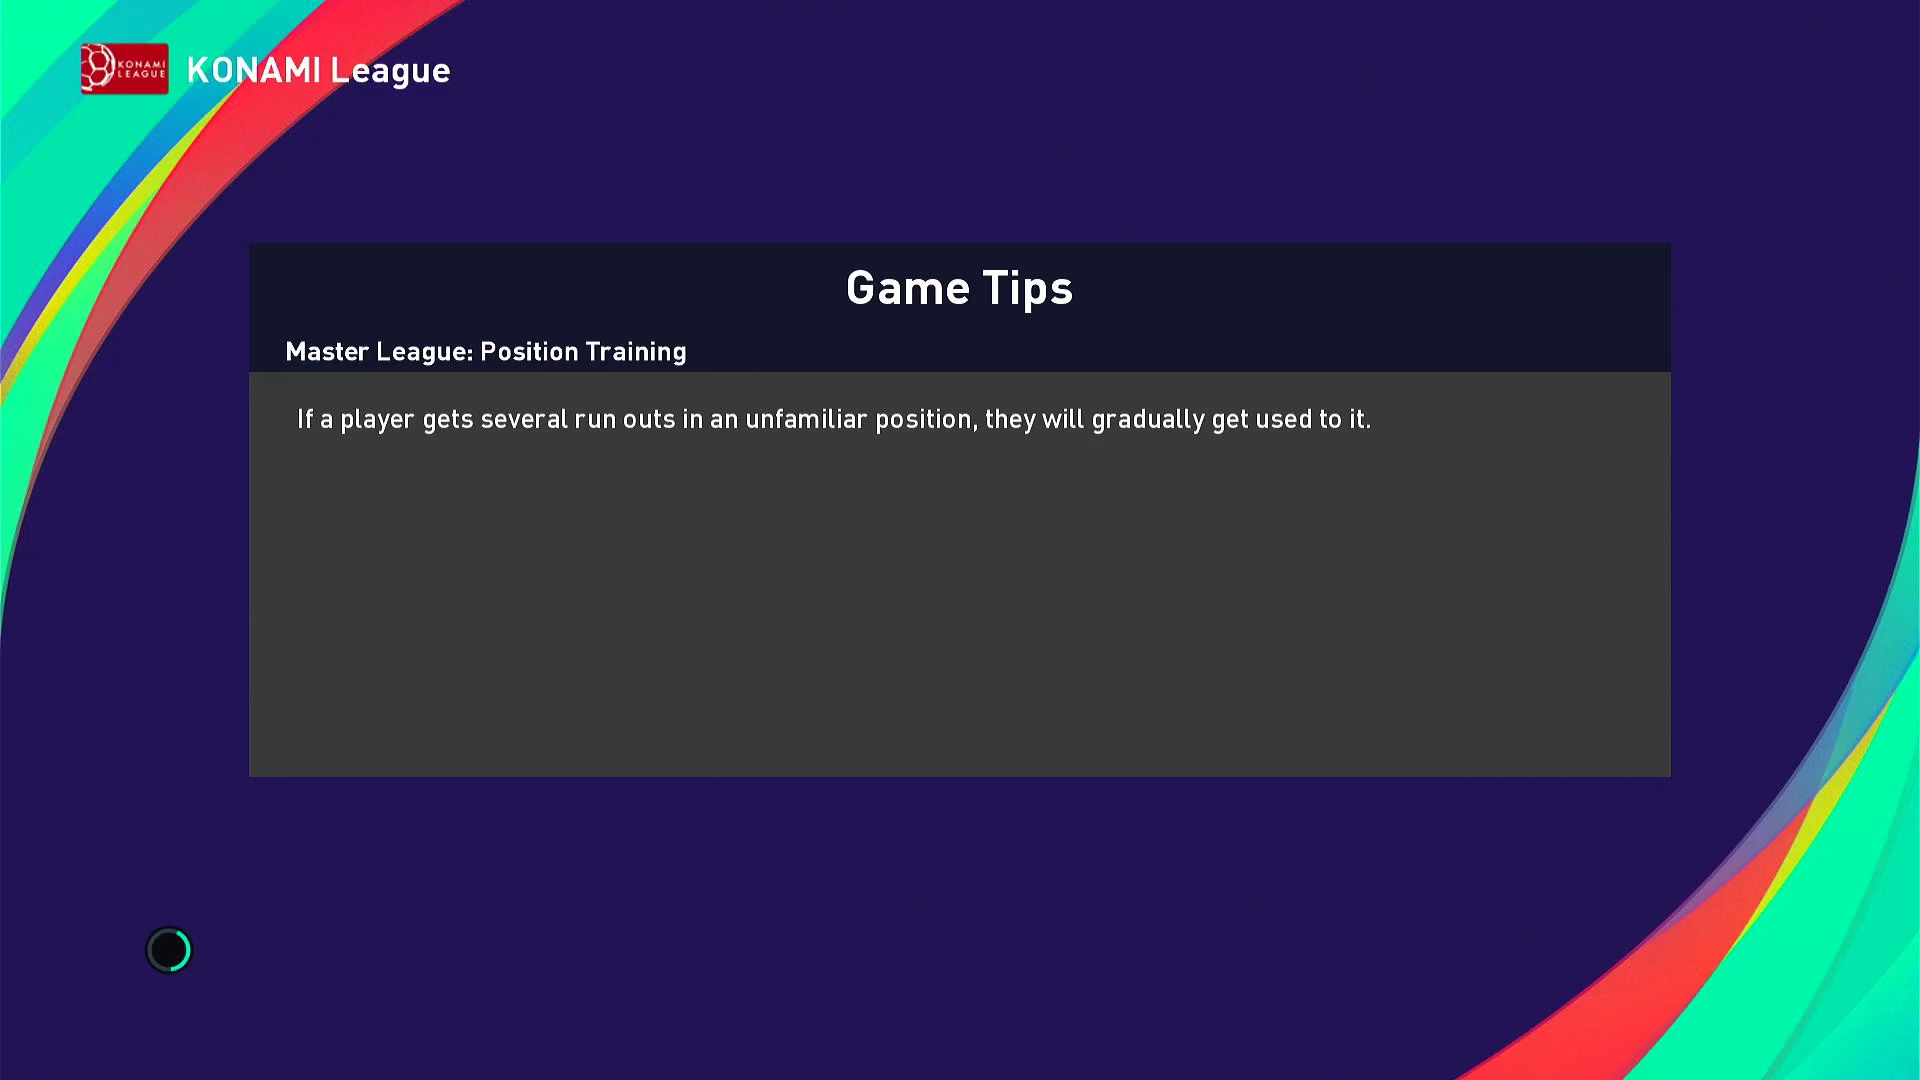 KONAMI
LEAGUE
KONAMI League
Game Tips
Master League: Position Training
If a player gets several run outs in an unfamiliar position, they will gradually get used to it.